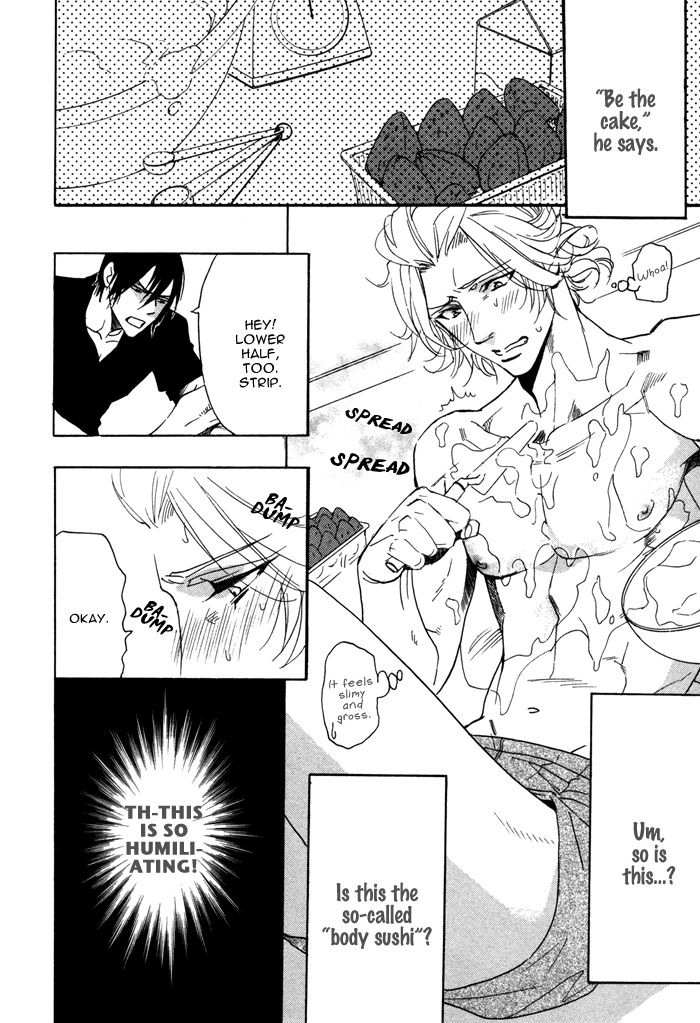 "Be the
cake,"
he says.
Whoa!
HEY!
LOWER
HALF,
TOO.
STRIP.
SPREAD
SPREAD
BA-
DUMP
BA-
DUMP
OKAY.
It feels
slimy
and
gross.
Um,
so is
this...?
Is this the
so-called
"body sushi"?
TH-THIS
IS SO
HUMILI-
ATING!